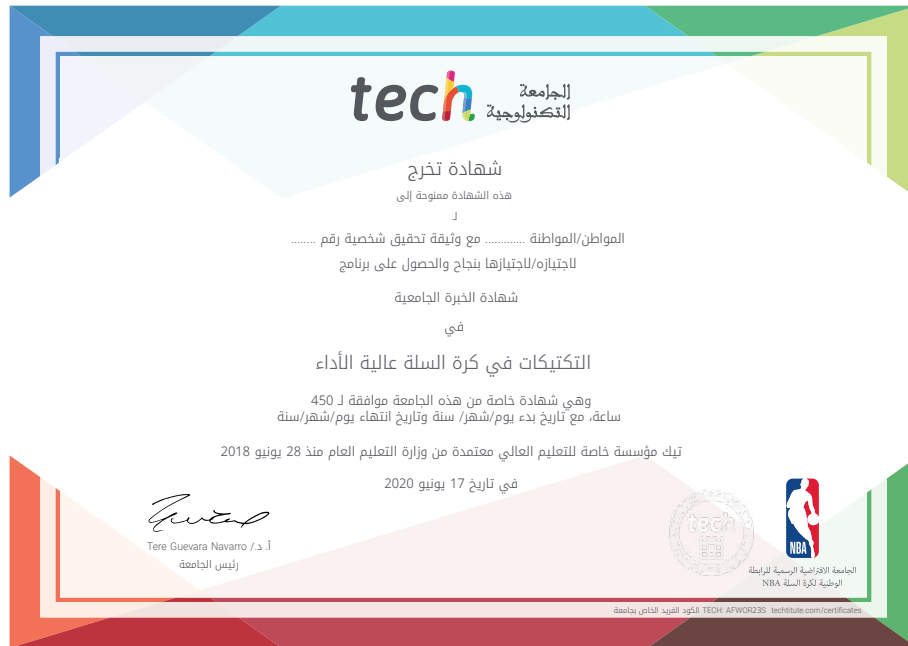 tech الجامعة
التكنولوجية
شهادة تخرج
هذه الشهادة ممنوحة إلى
لـ
المواطن/المواطنة ............ مع وثيقة تحقيق شخصية رقم ........
لاجتيازه/لاجتيازها بنجاح والحصول على برنامج
شهادة الخبرة الجامعية
في
التكتيكات في كرة السلة عالية الأداء
وهي شهادة خاصة من هذه الجامعة موافقة لـ 450
ساعة، مع تاريخ بدء يوم/شهر/ سنة وتاريخ انتهاء يوم/شهر/سنة
تيك مؤسسة خاصة للتعليم العالي معتمدة من وزارة التعليم العام منذ 28 يونيو 2018
في تاريخ 17 يونيو 2020
أ. د./ Tere Guevara Navarro
رئيس الجامعة
tech
NBA
الجامعة الافتراضية الرسمية للرابطة
الوطنية لكرة السلة NBA
الكود الفريد الخاص بجامعة TECH: AFWOR23S techtitute.com/certificates